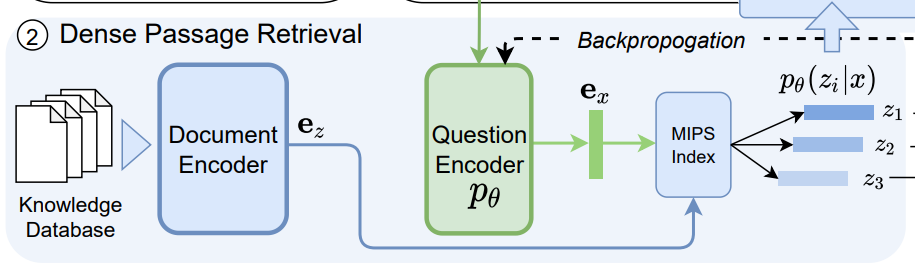 2 Dense Passage Retrieval
Backpropogation
Knowledge
Database
Document
Encoder
e_z
Question
Encoder
p_θ
e_x
MIPS
Index
p_θ(z_i|x)
z_1
z_2
z_3